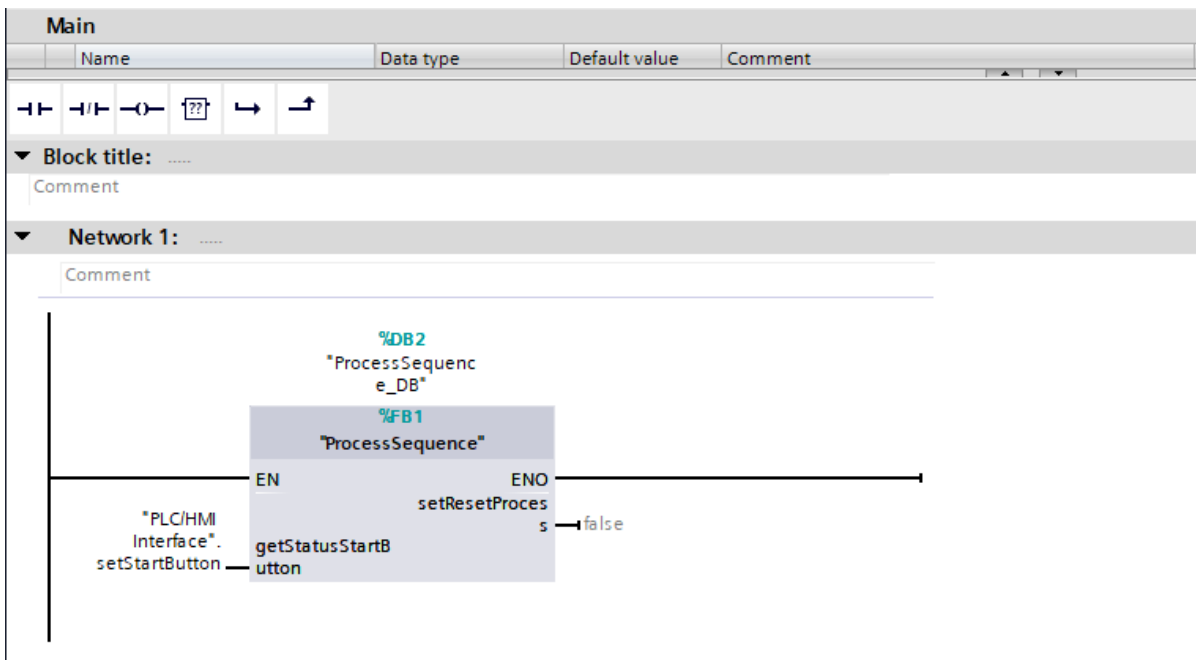 Main
Name Data type Default value Comment
??
Block title: .....
Comment
Network 1: .....
Comment
%DB2
"ProcessSequenc
e_DB"
%FB1
"ProcessSequence"
EN ENO
setResetProces
s false
"PLC/HMI
Interface".
setStartButton
getStatusStartB
utton